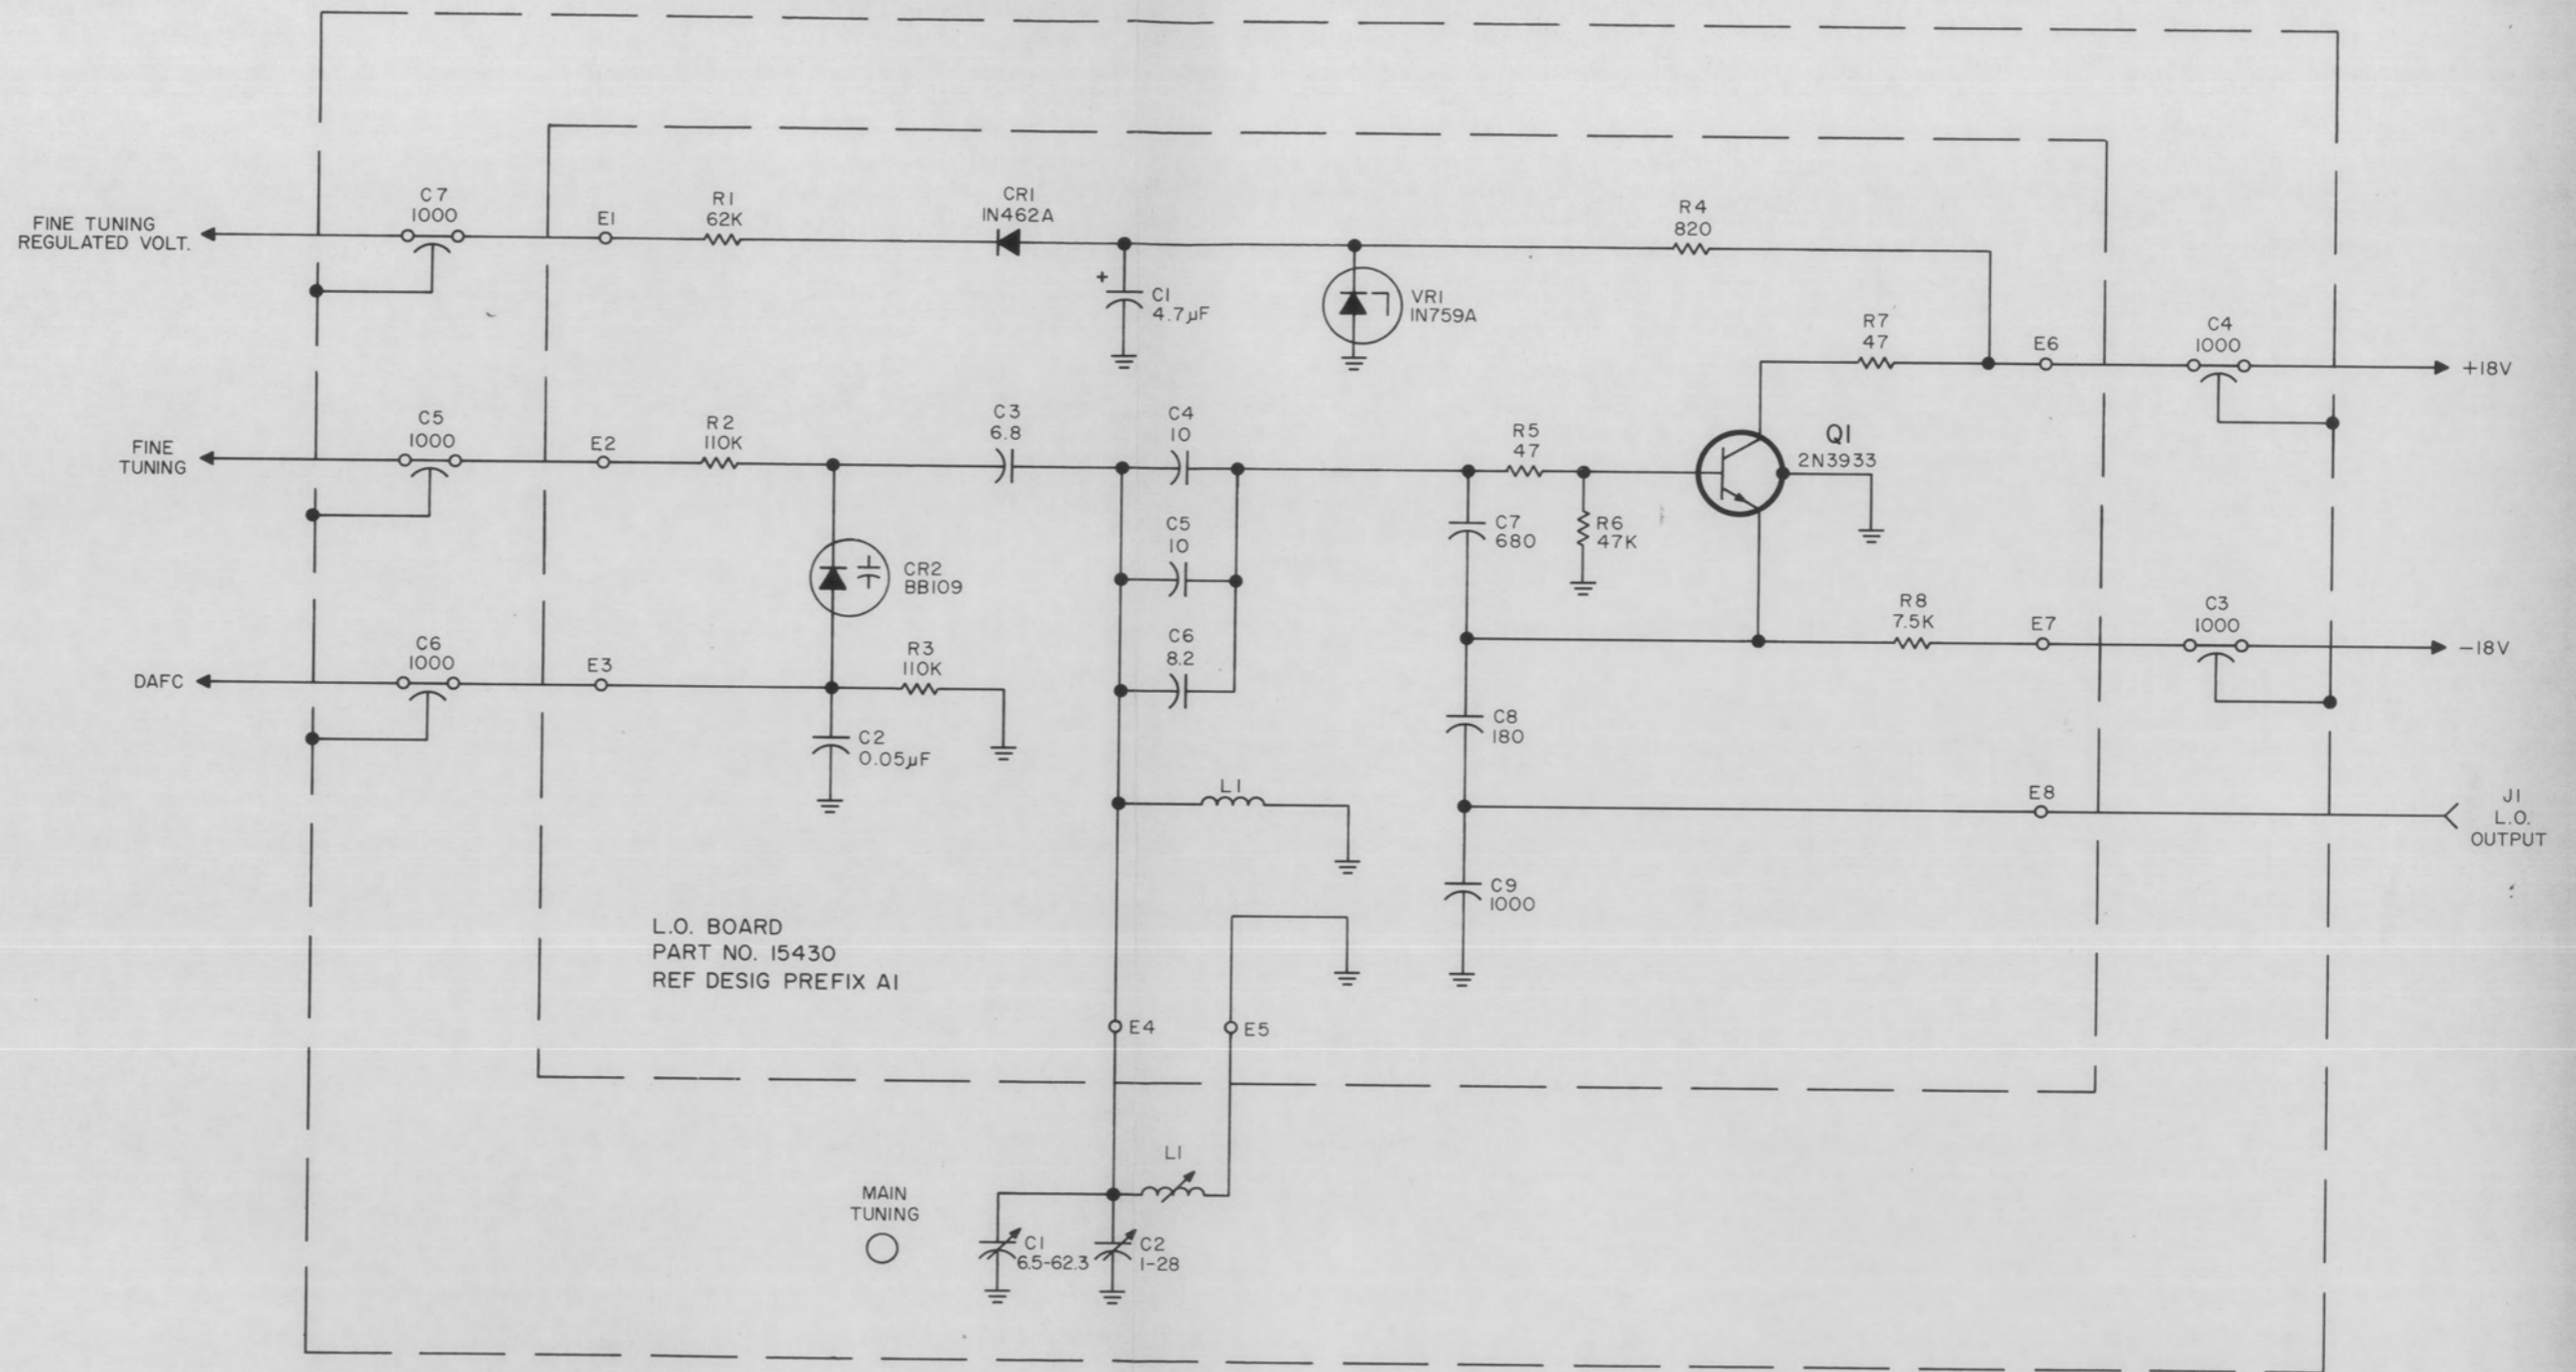 FINE TUNING
REGULATED VOLT.
C7
1000
E1
R1
62K
CR1
IN462A
+
C1
4.7µF
VR1
IN759A
R4
820
R7
47
E6
C4
1000
+18V
FINE
TUNING
C5
1000
E2
R2
110K
C3
6.8
C4
10
C5
10
C6
8.2
R5
47
C7
680
R6
47K
Q1
2N3933
CR2
BB109
DAFC
C6
1000
E3
R3
110K
C2
0.05µF
R8
7.5K
E7
C3
1000
-18V
C8
180
L1
E8
J1
L.O.
OUTPUT
C9
1000
L.O. BOARD
PART NO. 15430
REF DESIG PREFIX A1
E4
E5
L1
MAIN
TUNING
C1
6.5-62.3
C2
1-28